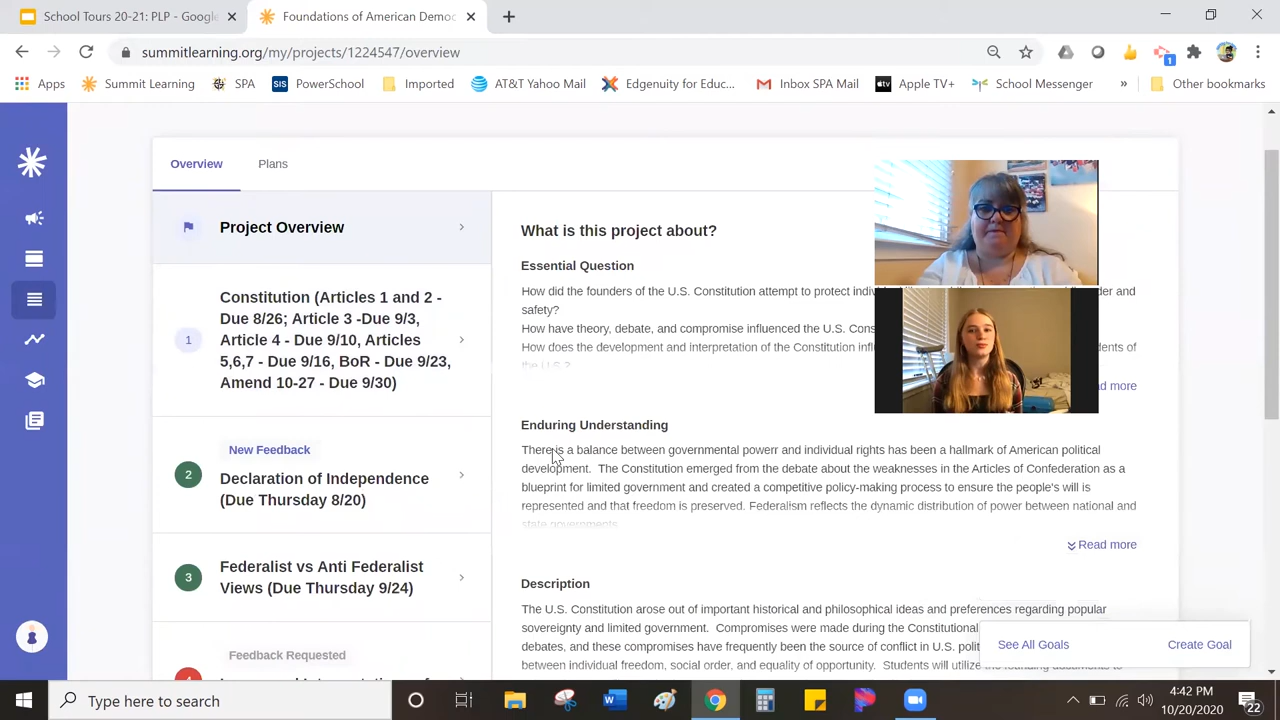 School Tours 20-21: PLP - Google
Foundations of American Democ
summitlearning.org/my/projects/1224547/overview
Apps Summit Learning SPA SIS PowerSchool Imported AT&T Yahoo Mail Edgenuity for Educ... Inbox SPA Mail Apple TV+ School Messenger » Other bookmarks
Overview Plans
Project Overview
Constitution (Articles 1 and 2 -
Due 8/26; Article 3 -Due 9/3,
Article 4 - Due 9/10, Articles
5,6,7 - Due 9/16, BoR - Due 9/23,
Amend 10-27 - Due 9/30)
1
New Feedback
2
Declaration of Independence
(Due Thursday 8/20)
3
Federalist vs Anti Federalist
Views (Due Thursday 9/24)
Feedback Requested
What is this project about?
Essential Question
How did the founders of the U.S. Constitution attempt to protect der and
safety?
How have theory, debate, and compromise influenced the U.S.
How does the development and interpretation of the Constitution dents of
the U.S.?
ad more
Enduring Understanding
There is a balance between governmental power and individual rights has been a hallmark of American political
development. The Constitution emerged from the debate about the weaknesses in the Articles of Confederation as a
blueprint for limited government and created a competitive policy-making process to ensure the people's will is
represented and that freedom is preserved. Federalism reflects the dynamic distribution of power between national and
state governments.
Read more
Description
The U.S. Constitution arose out of important historical and philosophical ideas and preferences regarding popular
sovereignty and limited government. Compromises were made during the Constitutional
debates, and these compromises have frequently been the source of conflict in U.S.
between individual freedom, social order, and equality of opportunity. Students will utilize the founding documents to
See All Goals Create Goal
Type here to search
4:42 PM
10/20/2020
22